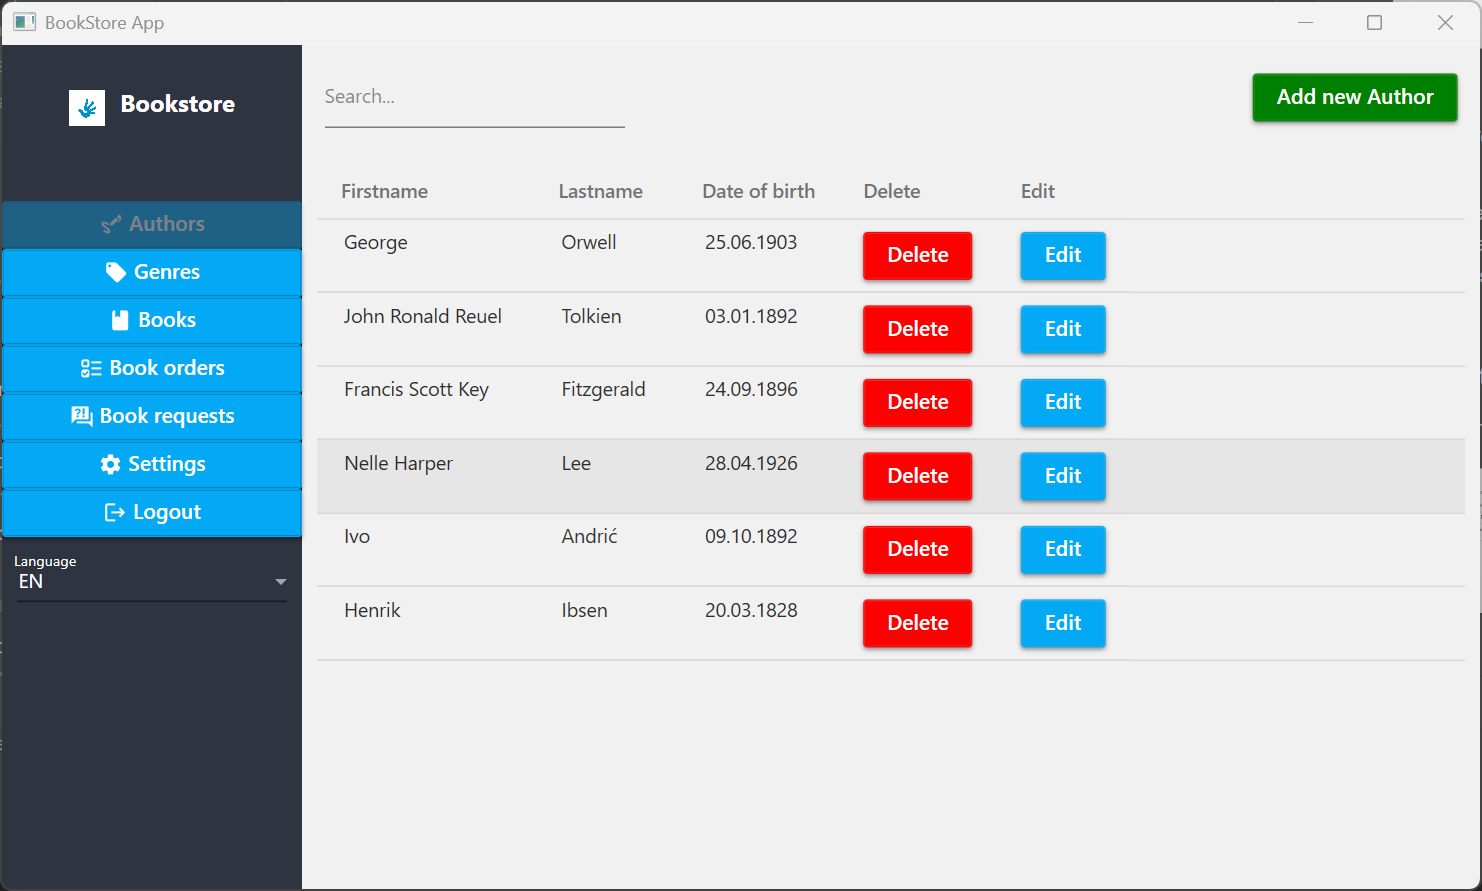 BookStore App
Bookstore
Authors
Genres
Books
Book orders
Book requests
Settings
Logout
Language
EN
Search...
Add new Author
Firstname Lastname Date of birth Delete Edit
George Orwell 25.06.1903 Delete Edit
John Ronald Reuel Tolkien 03.01.1892 Delete Edit
Francis Scott Key Fitzgerald 24.09.1896 Delete Edit
Nelle Harper Lee 28.04.1926 Delete Edit
Ivo Andrić 09.10.1892 Delete Edit
Henrik Ibsen 20.03.1828 Delete Edit